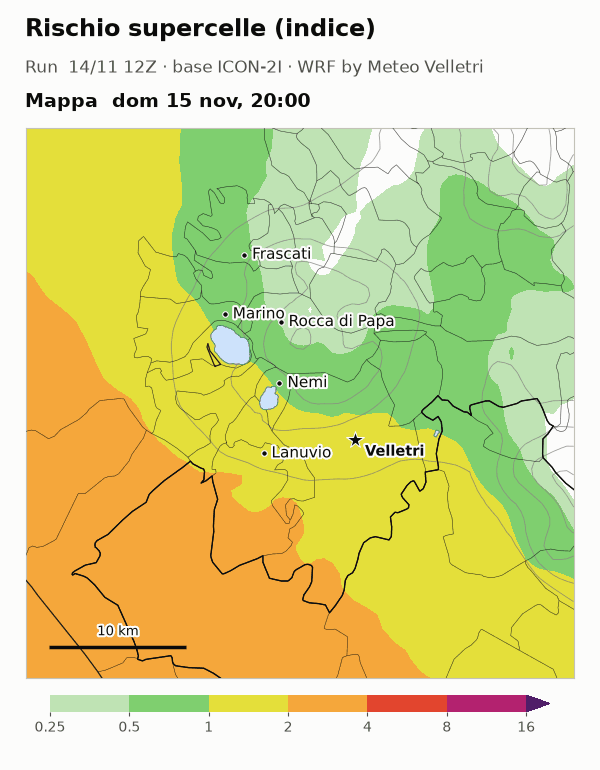 Rischio supercelle (indice)
Run  14/11 12Z · base ICON-2I · WRF by Meteo Velletri
Mappa  dom 15 nov, 20:00
Frascati
Marino
Rocca di Papa
Nemi
Velletri
Lanuvio
10 km
0.25 0.5 1 2 4 8 16